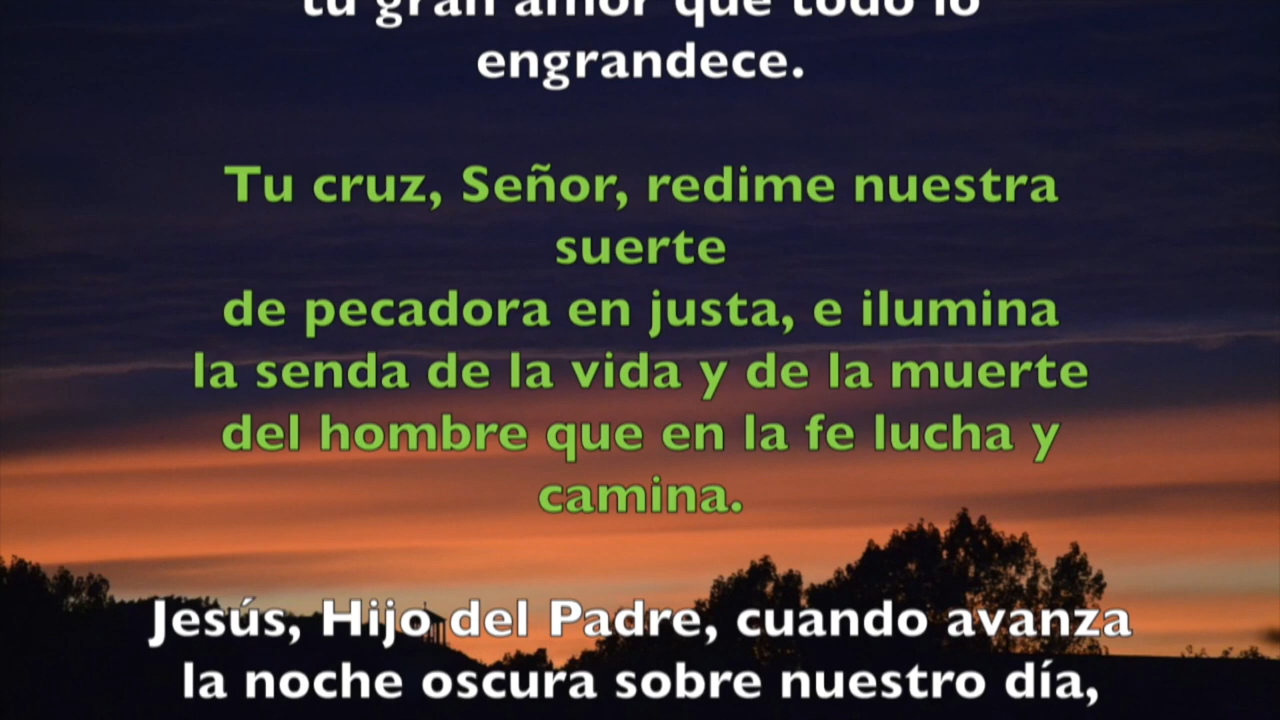 tu gran amor que todo lo
engrandece.
Tu cruz, Señor, redime nuestra
suerte
de pecadora en justa, e ilumina
la senda de la vida y de la muerte
del hombre que en la fe lucha y
camina.
Jesús, Hijo del Padre, cuando avanza
la noche oscura sobre nuestro día,